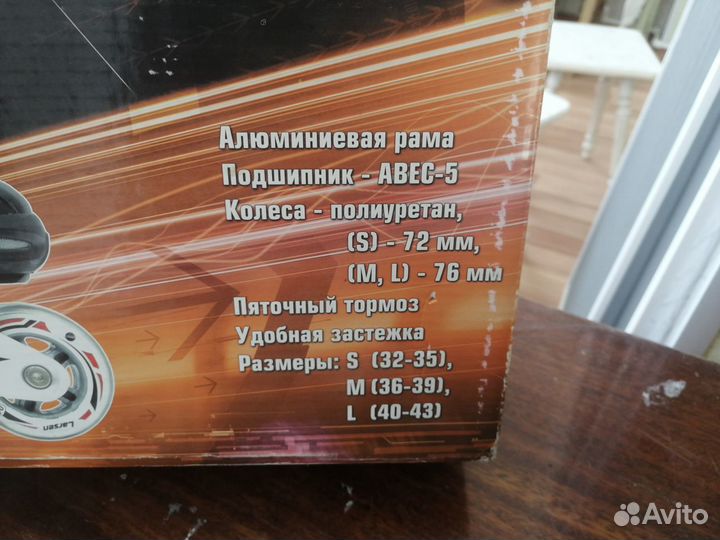 Алюминиевая рама
Подшипник - ABEC-5
Колеса - полиуретан,
(S) - 72 мм,
(M, L) - 76 мм
Пяточный тормоз
Удобная застежка
Размеры: S (32-35),
M (36-39),
L (40-43)
Larsen
Avito